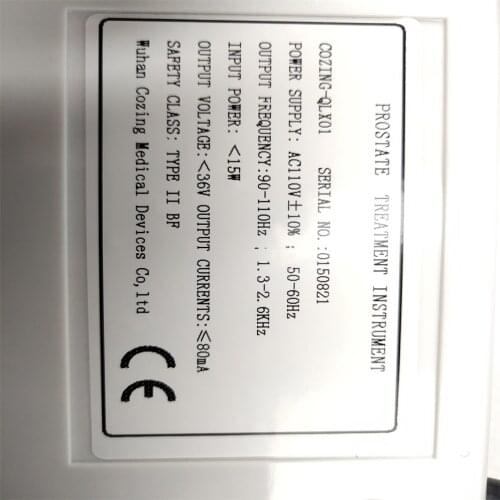 PROSTATE TREATMENT INSTRUMENT
COZING-QLX01 SERIAL NO.:0150821
POWER SUPPLY: AC110V±10% ; 50-60Hz
OUTPUT FREQUENCY:90-110Hz ; 1.3-2.6KHz
INPUT POWER: <15W
OUTPUT VOLTAGE:<36V OUTPUT CURRENTS:≤80mA
SAFETY CLASS: TYPE II BF
Wuhan Cozing Medical Devices Co,ltd
CE